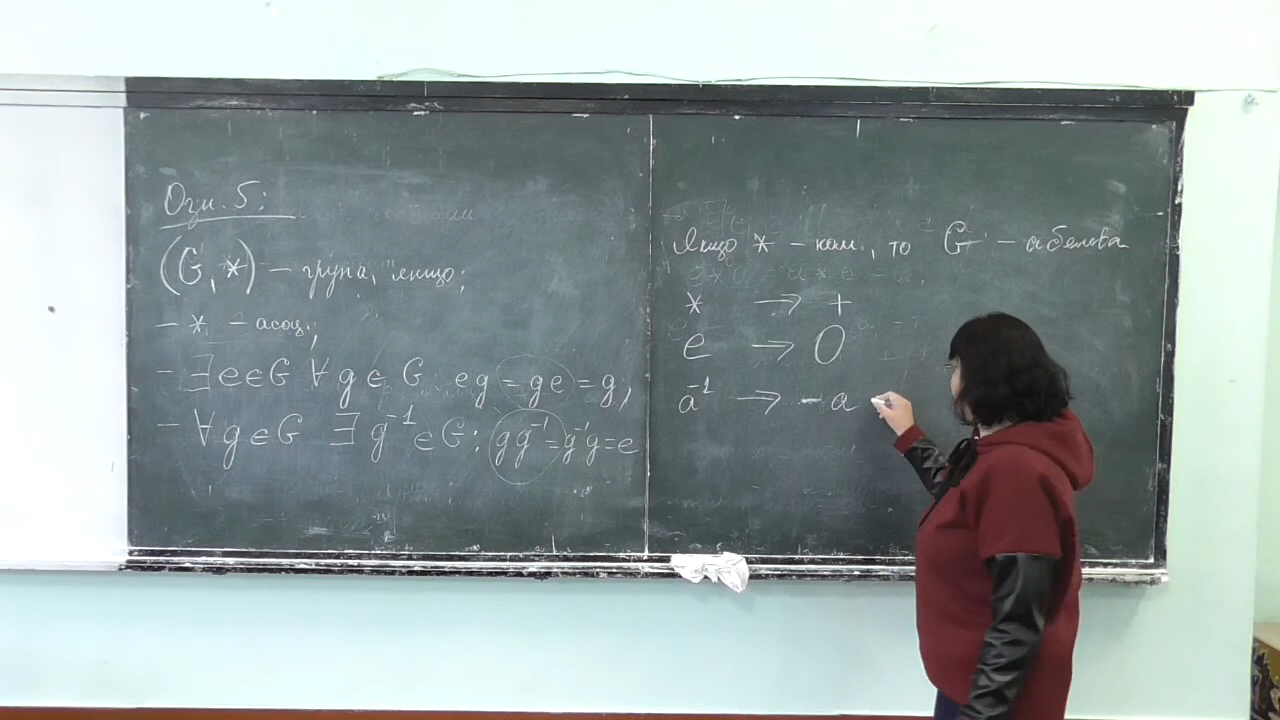 Озн. 5:
(G, *) – група, якщо:
– * – асоц.;
– ∃ e ∈ G ∀ g ∈ G eg = ge = g,
– ∀ g ∈ G ∃ g⁻¹ ∈ G: gg⁻¹ = g⁻¹g = e
Якщо * – ком., то G – абелева
* → +
e → 0
a⁻¹ → – a